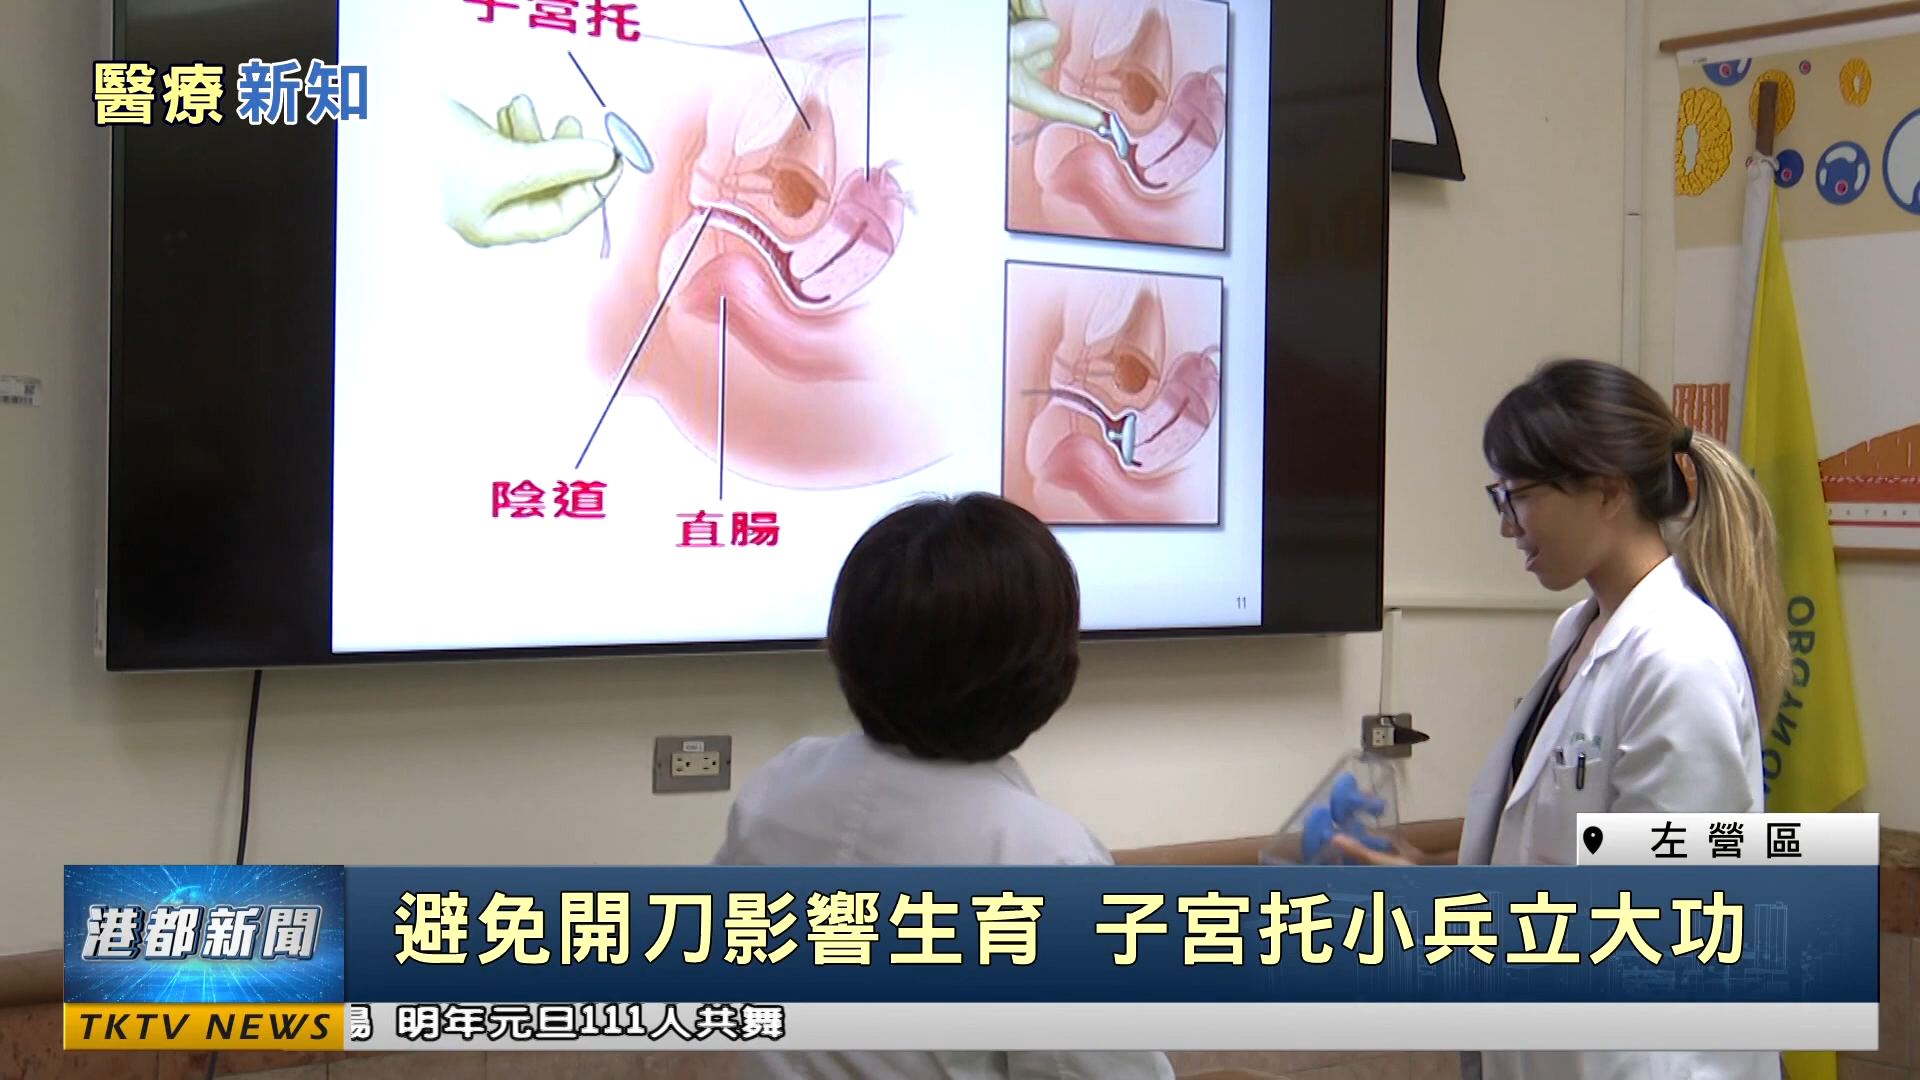 子宮托
醫療新知
陰道
直腸
11
OBGYN
左營區
港都新聞
避免開刀影響生育 子宮托小兵立大功
TKTV NEWS
明年元旦111人共舞